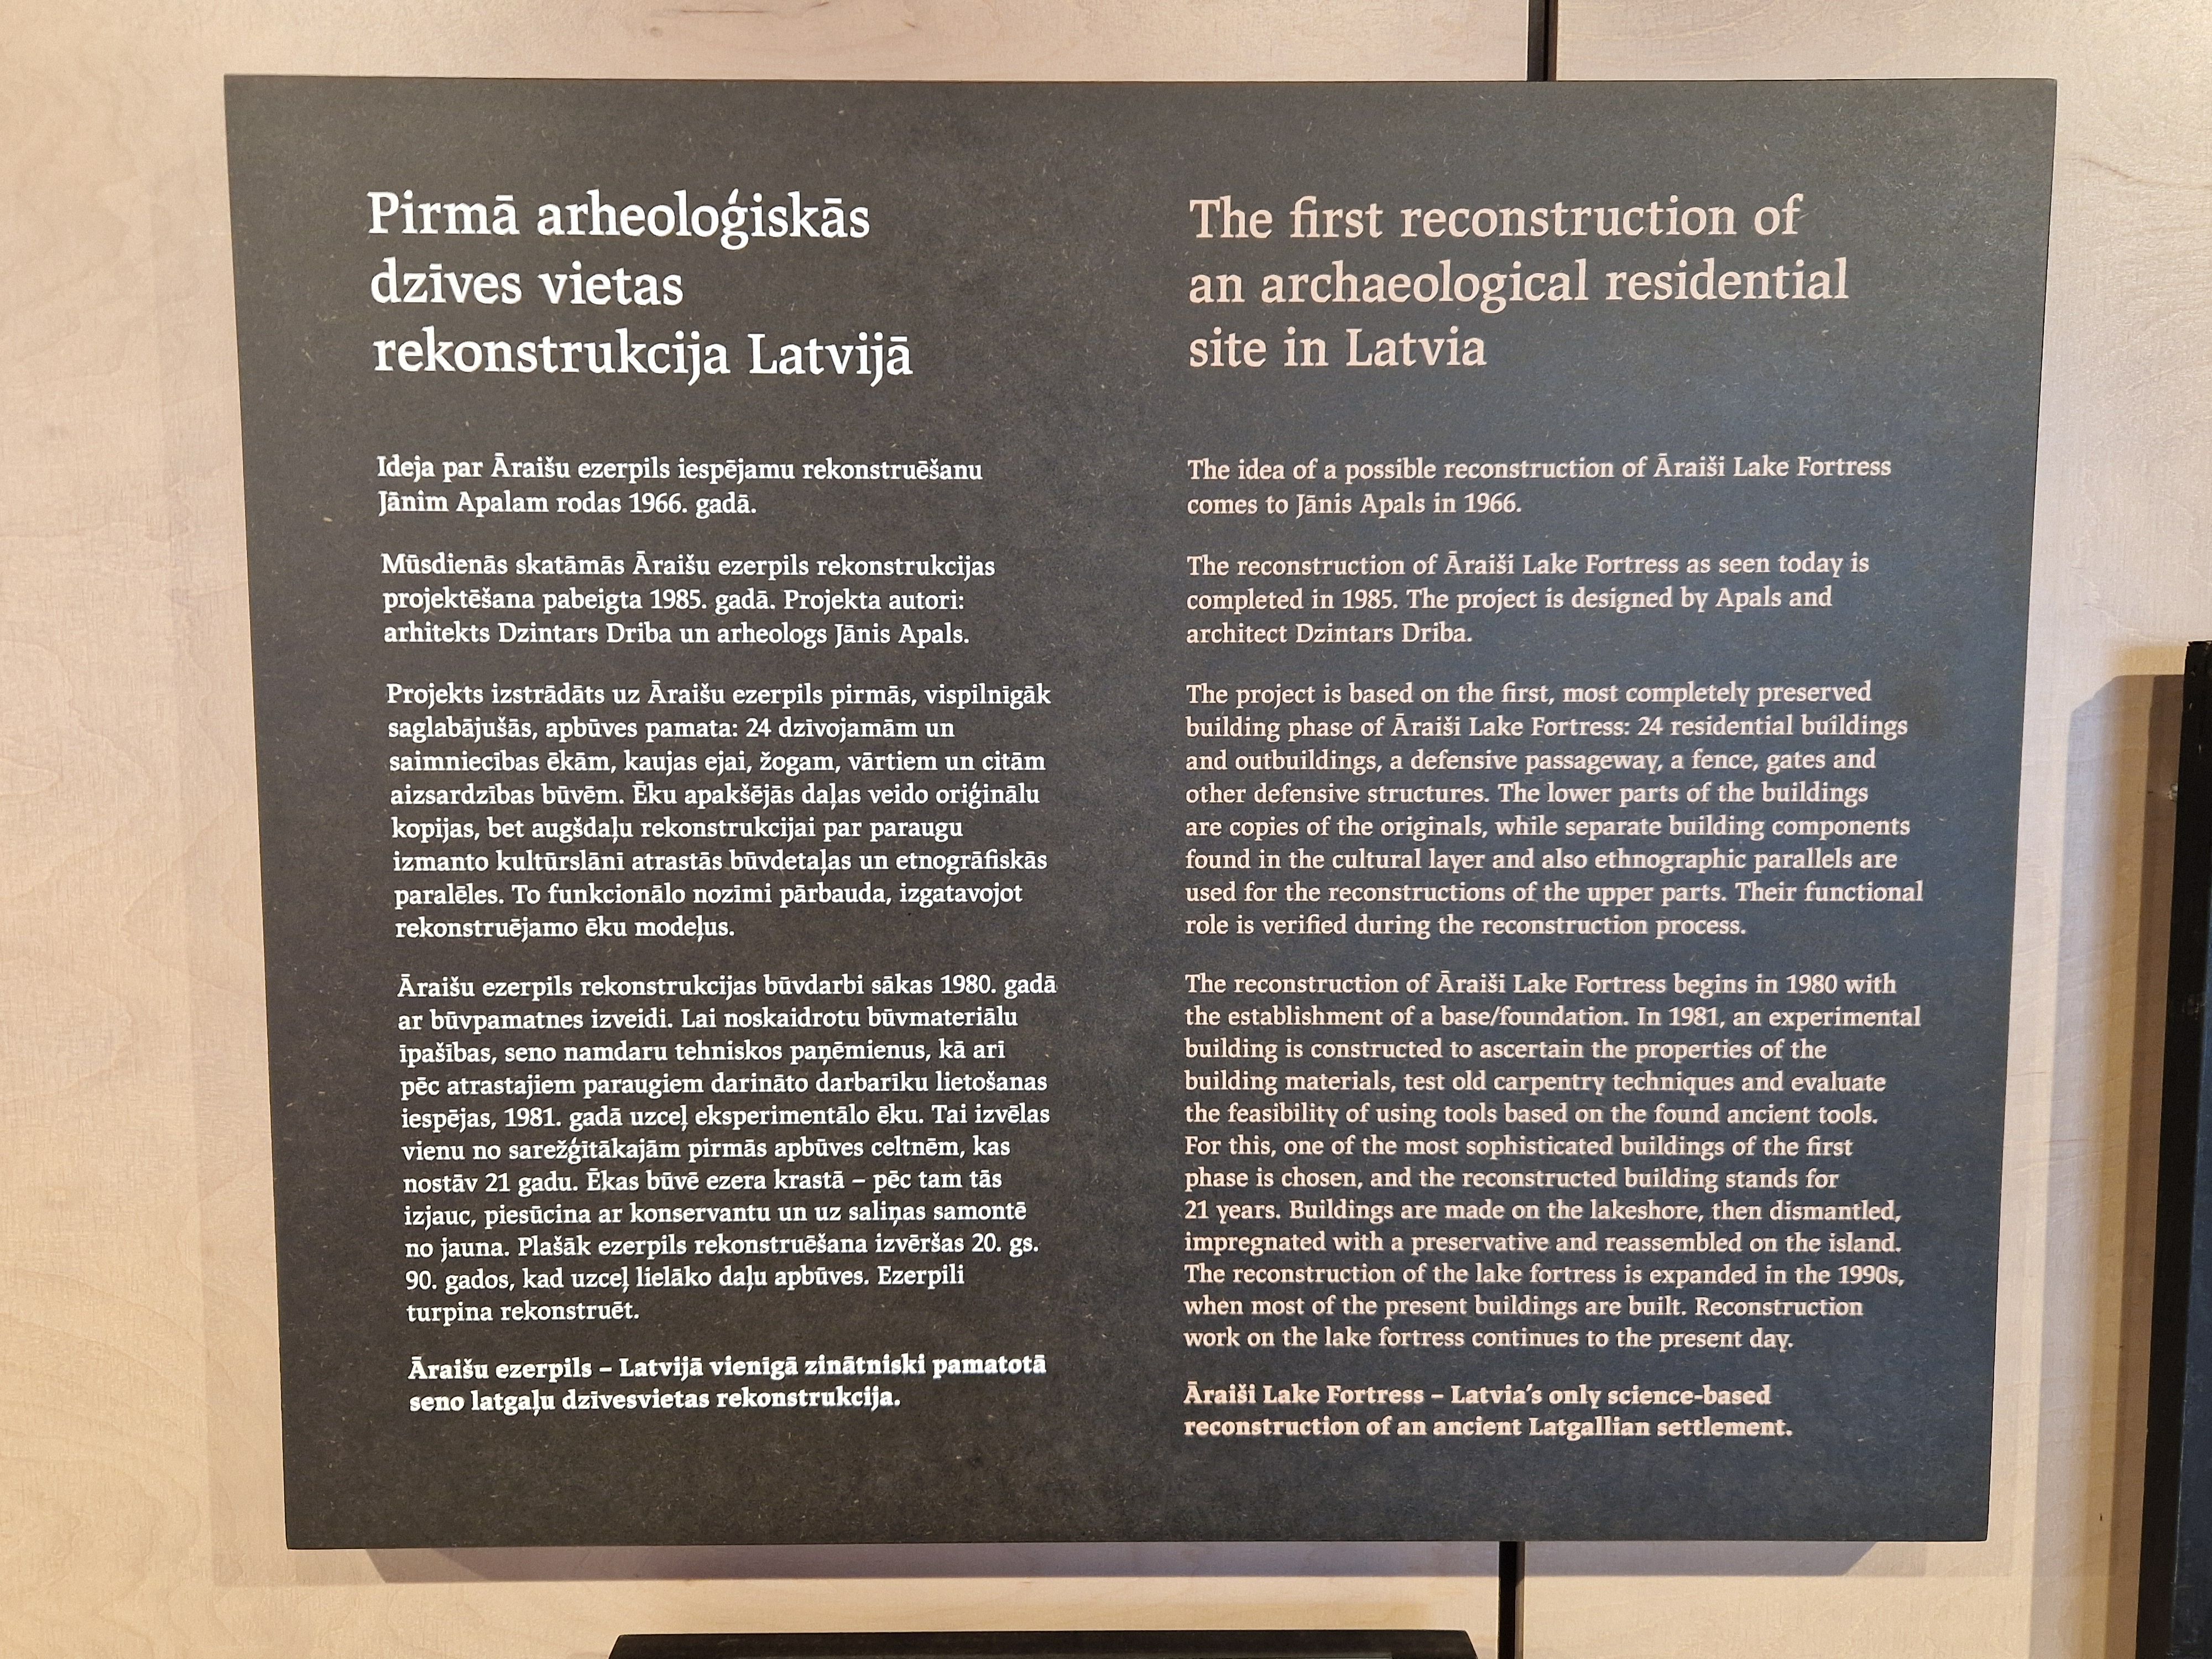 Pirmā arheoloģiskās
dzīves vietas
rekonstrukcija Latvijā
Ideja par Āraišu ezerpils iespējamu rekonstruēšanu
Jānim Apalam rodas 1966. gadā.
Mūsdienās skatāmās Āraišu ezerpils rekonstrukcijas
projektēšana pabeigta 1985. gadā. Projekta autori:
arhitekts Dzintars Driba un arheologs Jānis Apals.
Projekts izstrādāts uz Āraišu ezerpils pirmās, vispilnīgāk
saglabājušās, apbūves pamata: 24 dzīvojamām un
saimniecības ēkām, kaujas ejai, žogam, vārtiem un citām
aizsardzības būvēm. Ēku apakšējās daļas veido oriģinālu
kopijas, bet augšdaļu rekonstrukcijai par paraugu
izmanto kultūrslānī atrastās būvdetaļas un etnogrāfiskās
paralēles. To funkcionālo nozīmi pārbauda, izgatavojot
rekonstruējamo ēku modeļus.
Āraišu ezerpils rekonstrukcijas būvdarbi sākas 1980. gadā
ar būvpamatnes izveidi. Lai noskaidrotu būvmateriālu
īpašības, seno namdaru tehniskos paņēmienus, kā arī
pēc atrastajiem paraugiem darināto darbarīku lietošanas
iespējas, 1981. gadā uzceļ eksperimentālo ēku. Tai izvēlas
vienu no sarežģītākajām pirmās apbūves celtnēm, kas
nostāv 21 gadu. Ēkas būvē ezera krastā – pēc tam tās
izjauc, piesūcina ar konservantu un uz saliņas samontē
no jauna. Plašāk ezerpils rekonstruēšana izvēršas 20. gs.
90. gados, kad uzceļ lielāko daļu apbūves. Ezerpili
turpina rekonstruēt.
Āraišu ezerpils – Latvijā vienīgā zinātniski pamatotā
seno latgaļu dzīvesvietas rekonstrukcija.
The first reconstruction of
an archaeological residential
site in Latvia
The idea of a possible reconstruction of Āraiši Lake Fortress
comes to Jānis Apals in 1966.
The reconstruction of Āraiši Lake Fortress as seen today is
completed in 1985. The project is designed by Apals and
architect Dzintars Driba.
The project is based on the first, most completely preserved
building phase of Āraiši Lake Fortress: 24 residential buildings
and outbuildings, a defensive passageway, a fence, gates and
other defensive structures. The lower parts of the buildings
are copies of the originals, while separate building components
found in the cultural layer and also ethnographic parallels are
used for the reconstructions of the upper parts. Their functional
role is verified during the reconstruction process.
The reconstruction of Āraiši Lake Fortress begins in 1980 with
the establishment of a base/foundation. In 1981, an experimental
building is constructed to ascertain the properties of the
building materials, test old carpentry techniques and evaluate
the feasibility of using tools based on the found ancient tools.
For this, one of the most sophisticated buildings of the first
phase is chosen, and the reconstructed building stands for
21 years. Buildings are made on the lakeshore, then dismantled,
impregnated with a preservative and reassembled on the island.
The reconstruction of the lake fortress is expanded in the 1990s,
when most of the present buildings are built. Reconstruction
work on the lake fortress continues to the present day.
Āraiši Lake Fortress – Latvia's only science-based
reconstruction of an ancient Latgallian settlement.